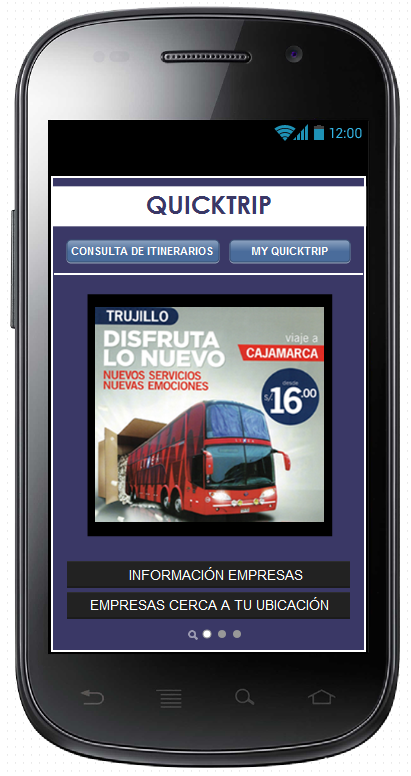 12:00
QUICKTRIP
CONSULTA DE ITINERARIOS
MY QUICKTRIP
TRUJILLO
DISFRUTA
LO NUEVO
NUEVOS SERVICIOS
NUEVAS EMOCIONES
viaje a
CAJAMARCA
desde
S/.16.00
INFORMACIÓN EMPRESAS
EMPRESAS CERCA A TU UBICACIÓN